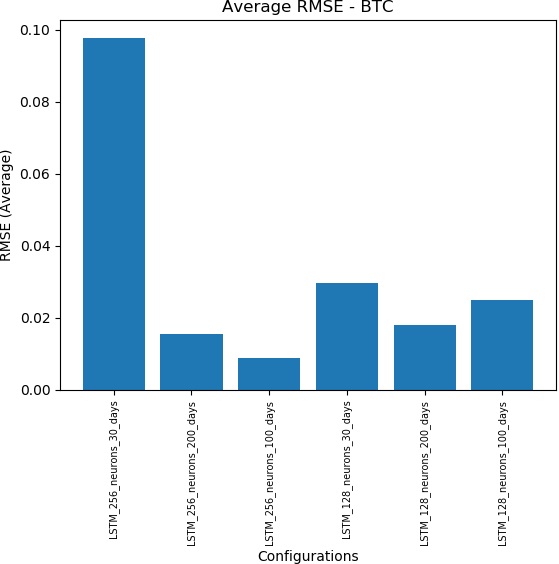 Average RMSE - BTC
RMSE (Average)
0.10
0.08
0.06
0.04
0.02
0.00
LSTM_256_neurons_30_days
LSTM_256_neurons_200_days
LSTM_256_neurons_100_days
LSTM_128_neurons_30_days
LSTM_128_neurons_200_days
LSTM_128_neurons_100_days
Configurations